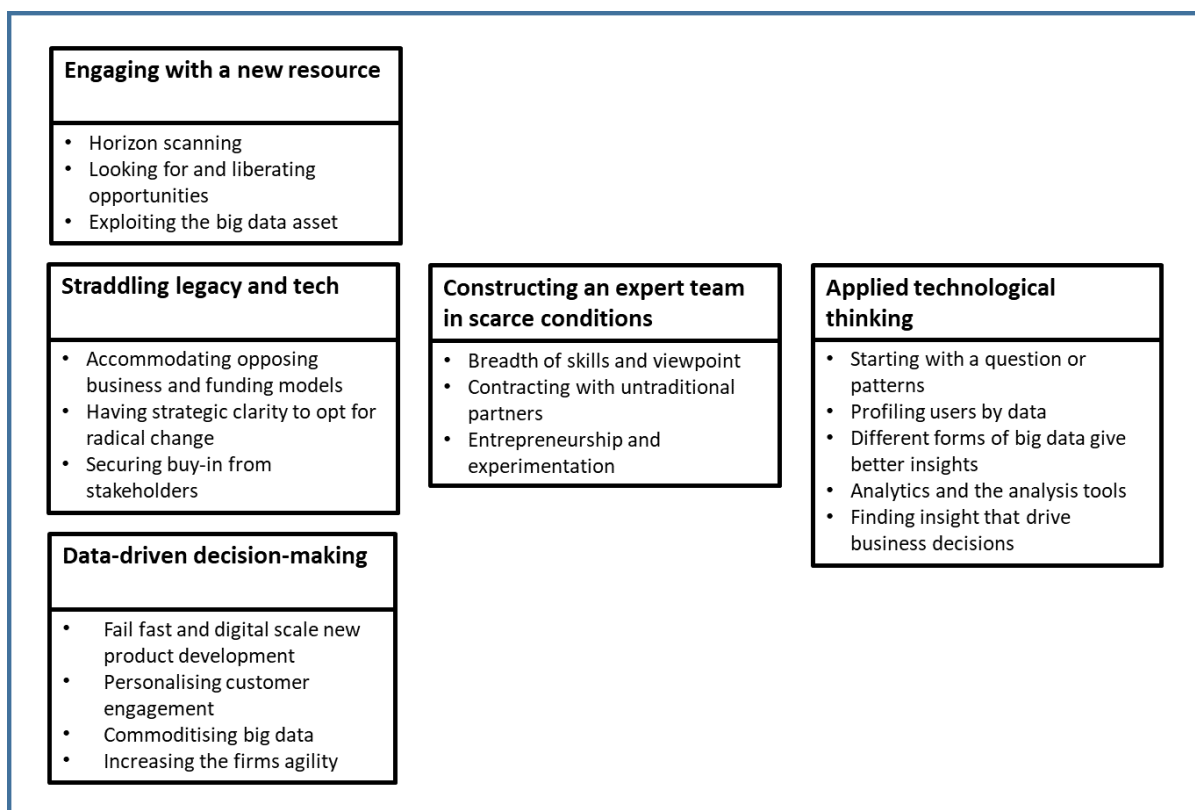 Engaging with a new resource
• Horizon scanning
• Looking for and liberating
opportunities
• Exploiting the big data asset
Straddling legacy and tech
• Accommodating opposing
business and funding models
• Having strategic clarity to opt for
radical change
• Securing buy-in from
stakeholders
Constructing an expert team
in scarce conditions
• Breadth of skills and viewpoint
• Contracting with untraditional
partners
• Entrepreneurship and
experimentation
Applied technological
thinking
• Starting with a question or
patterns
• Profiling users by data
• Different forms of big data give
better insights
• Analytics and the analysis tools
• Finding insight that drive
business decisions
Data-driven decision-making
• Fail fast and digital scale new
product development
• Personalising customer
engagement
• Commoditising big data
• Increasing the firms agility